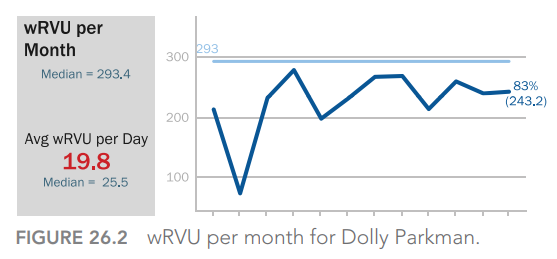 wRVU per
Month
Median = 293.4
Avg wRVU per Day
19.8
Median = 25.5
293
300
200
100
83%
(243.2)
FIGURE 26.2 wRVU per month for Dolly Parkman.